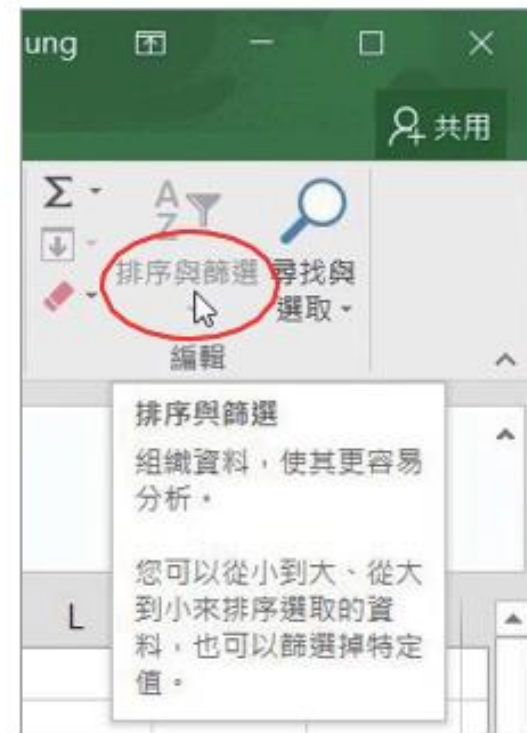 ung
共用
Σ
A
Z
排序與篩選
尋找與
選取
編輯
排序與篩選
組織資料，使其更容易
分析。
您可以從小到大、從大
到小來排序選取的資
料，也可以篩選掉特定
值。
L